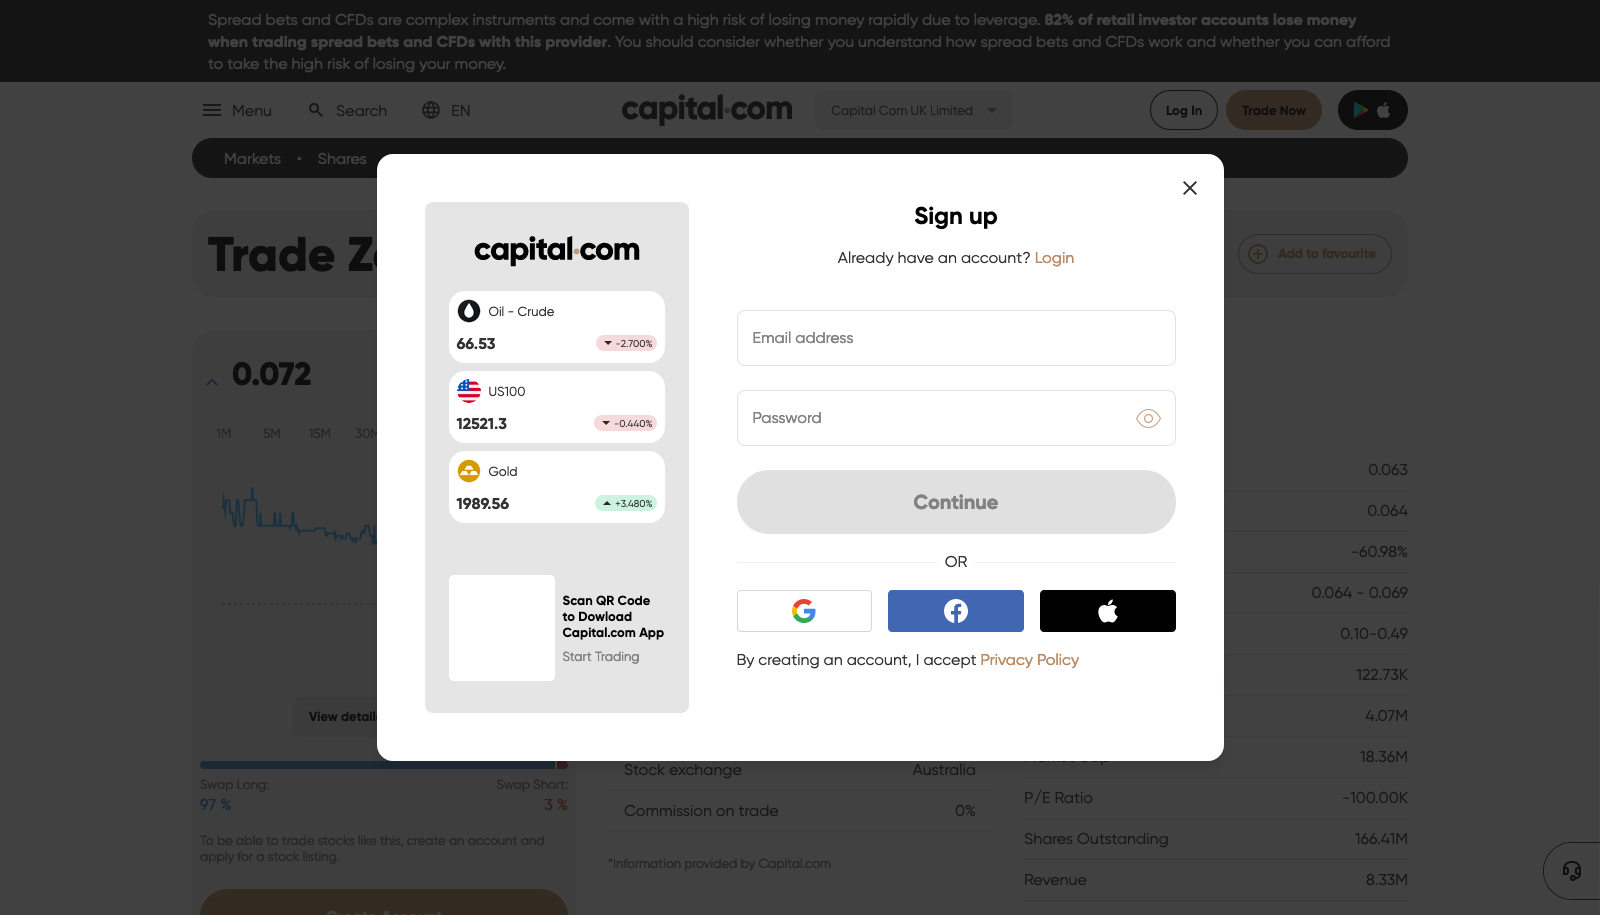 Spread bets and CFDs are complex instruments and come with a high risk of losing money rapidly due to leverage. 82% of retail investor accounts lose money
when trading spread bets and CFDs with this provider. You should consider whether you understand how spread bets and CFDs work and whether you can afford
to take the high risk of losing your money.
Menu
Search
EN
capital.com
Capital Com UK Limited
Log In
Trade Now
Markets • Shares
Trade
Add to favourite
0.072
1M 5M 15M
View
Swap Long:
Swap Short:
97 %
3 %
To be able to trade stocks like this, create an account and
apply for a stock listing.
Stock exchange Australia
Commission on trade 0%
*Information provided by Capital.com
0.063
0.064
-60.98%
0.064 - 0.069
0.10-0.49
122.73K
4.07M
18.36M
P/E Ratio -100.00K
Shares Outstanding 166.41M
Revenue 8.33M
capital.com
Oil - Crude
66.53
-2.700%
US100
12521.3
-0.440%
Gold
1989.56
+3.480%
Scan QR Code
to Dowload
Capital.com App
Start Trading
Sign up
Already have an account? Login
Email address
Password
Continue
OR
By creating an account, I accept Privacy Policy